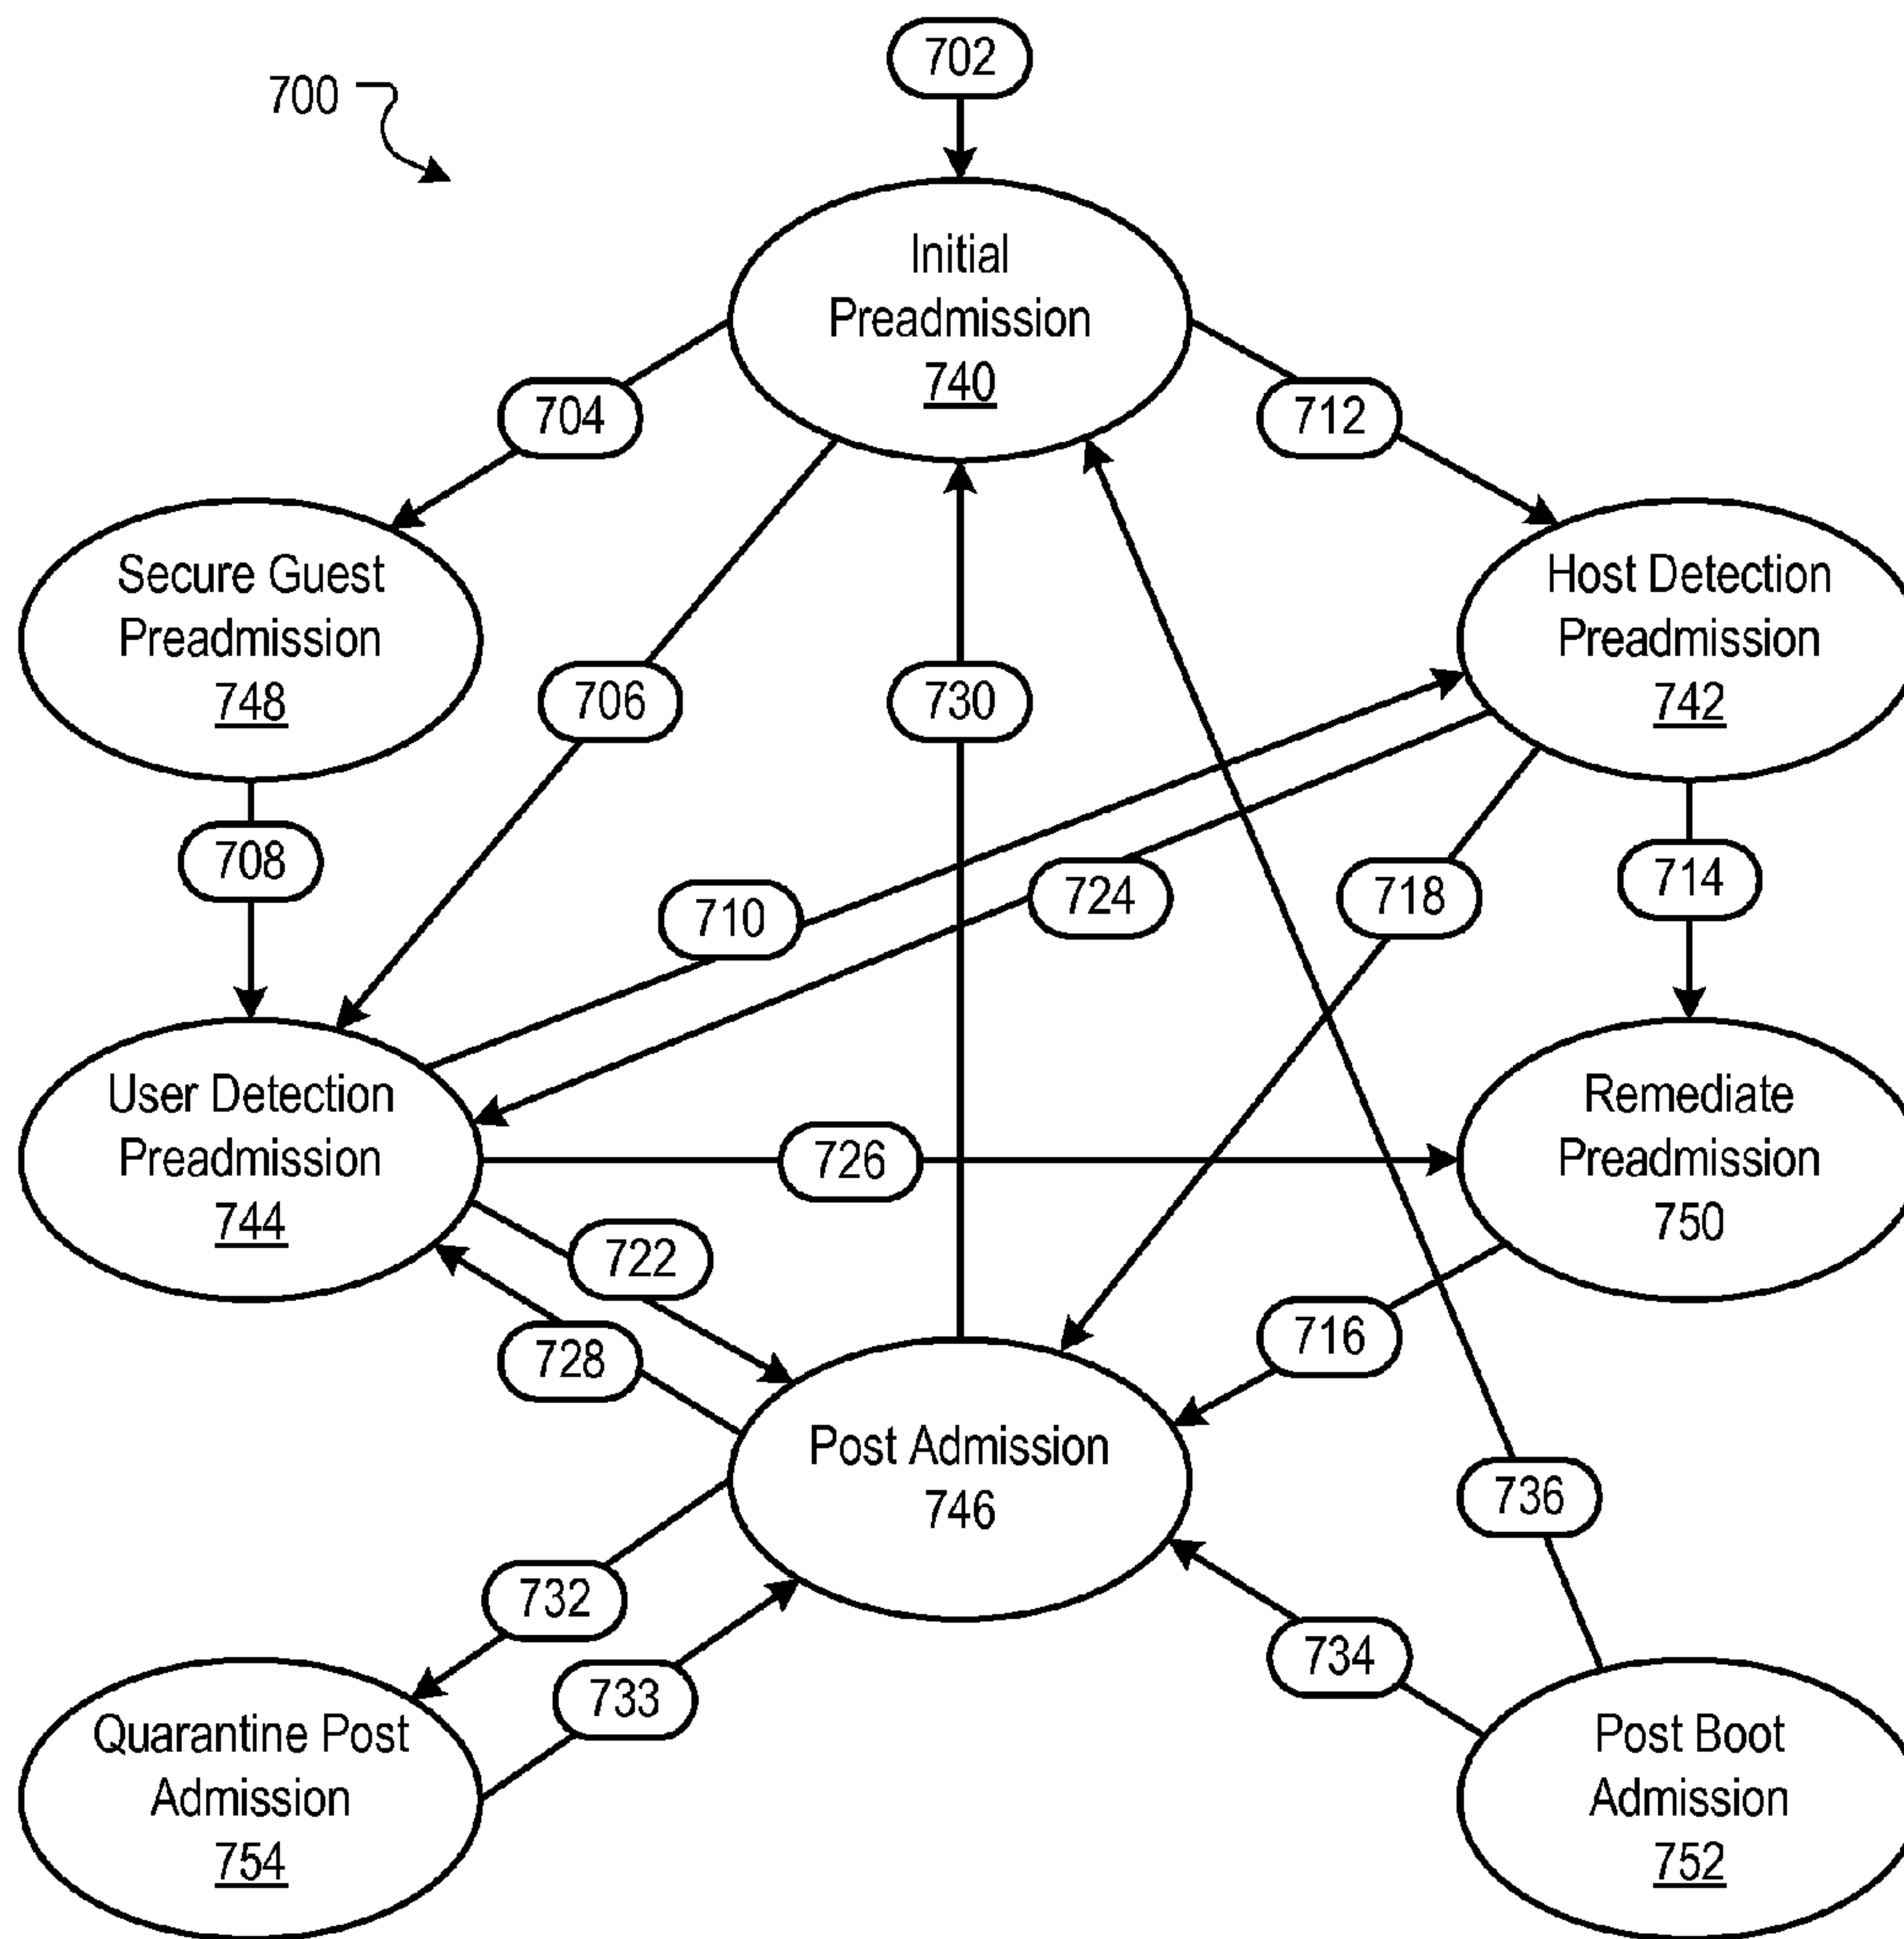 702
700
Initial
Preadmission
740
704
712
Secure Guest
Preadmission
748
Host Detection
Preadmission
742
706
730
708
710
724
718
714
User Detection
Preadmission
744
726
Remediate
Preadmission
750
722
728
716
Post Admission
746
736
732
733
734
Quarantine Post
Admission
754
Post Boot
Admission
752